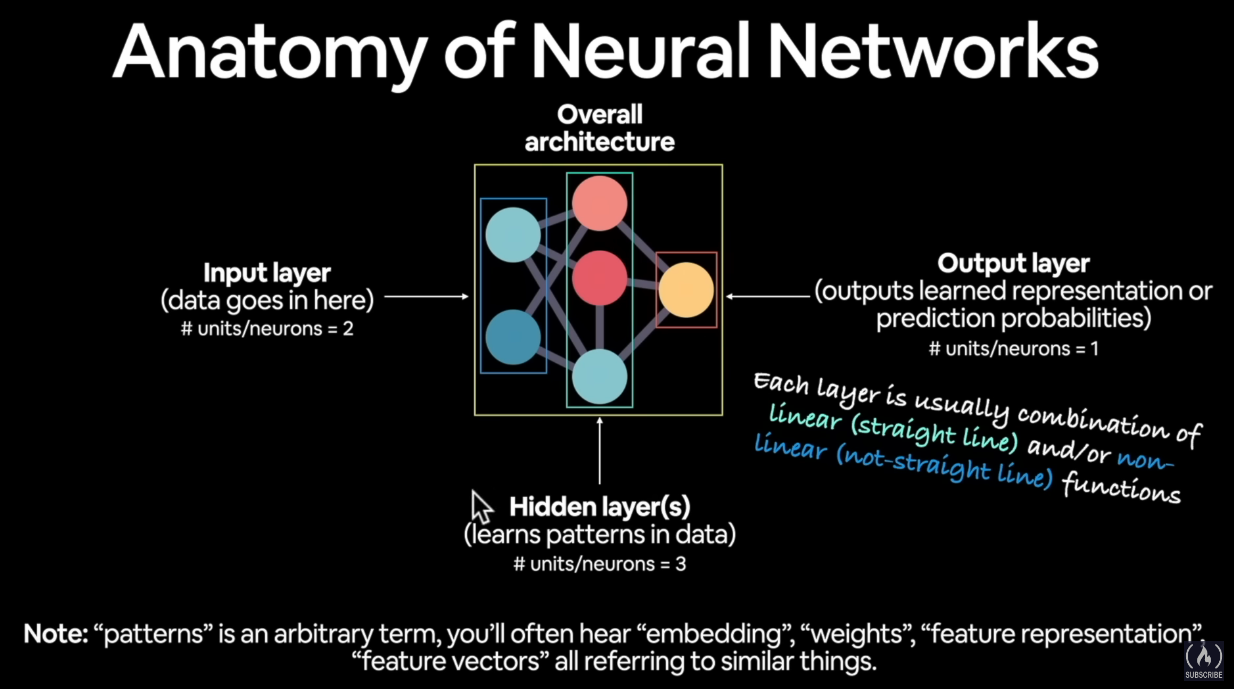 Anatomy of Neural Networks
Overall
architecture
Input layer
(data goes in here)
# units/neurons = 2
Output layer
(outputs learned representation or
prediction probabilities)
# units/neurons = 1
Each layer is usually combination of
linear (straight line) and/or non-
linear (not-straight line) functions
Hidden layer(s)
(learns patterns in data)
# units/neurons = 3
Note: “patterns” is an arbitrary term, you’ll often hear “embedding”, “weights”, “feature representation”,
“feature vectors” all referring to similar things.
SUBSCRIBE